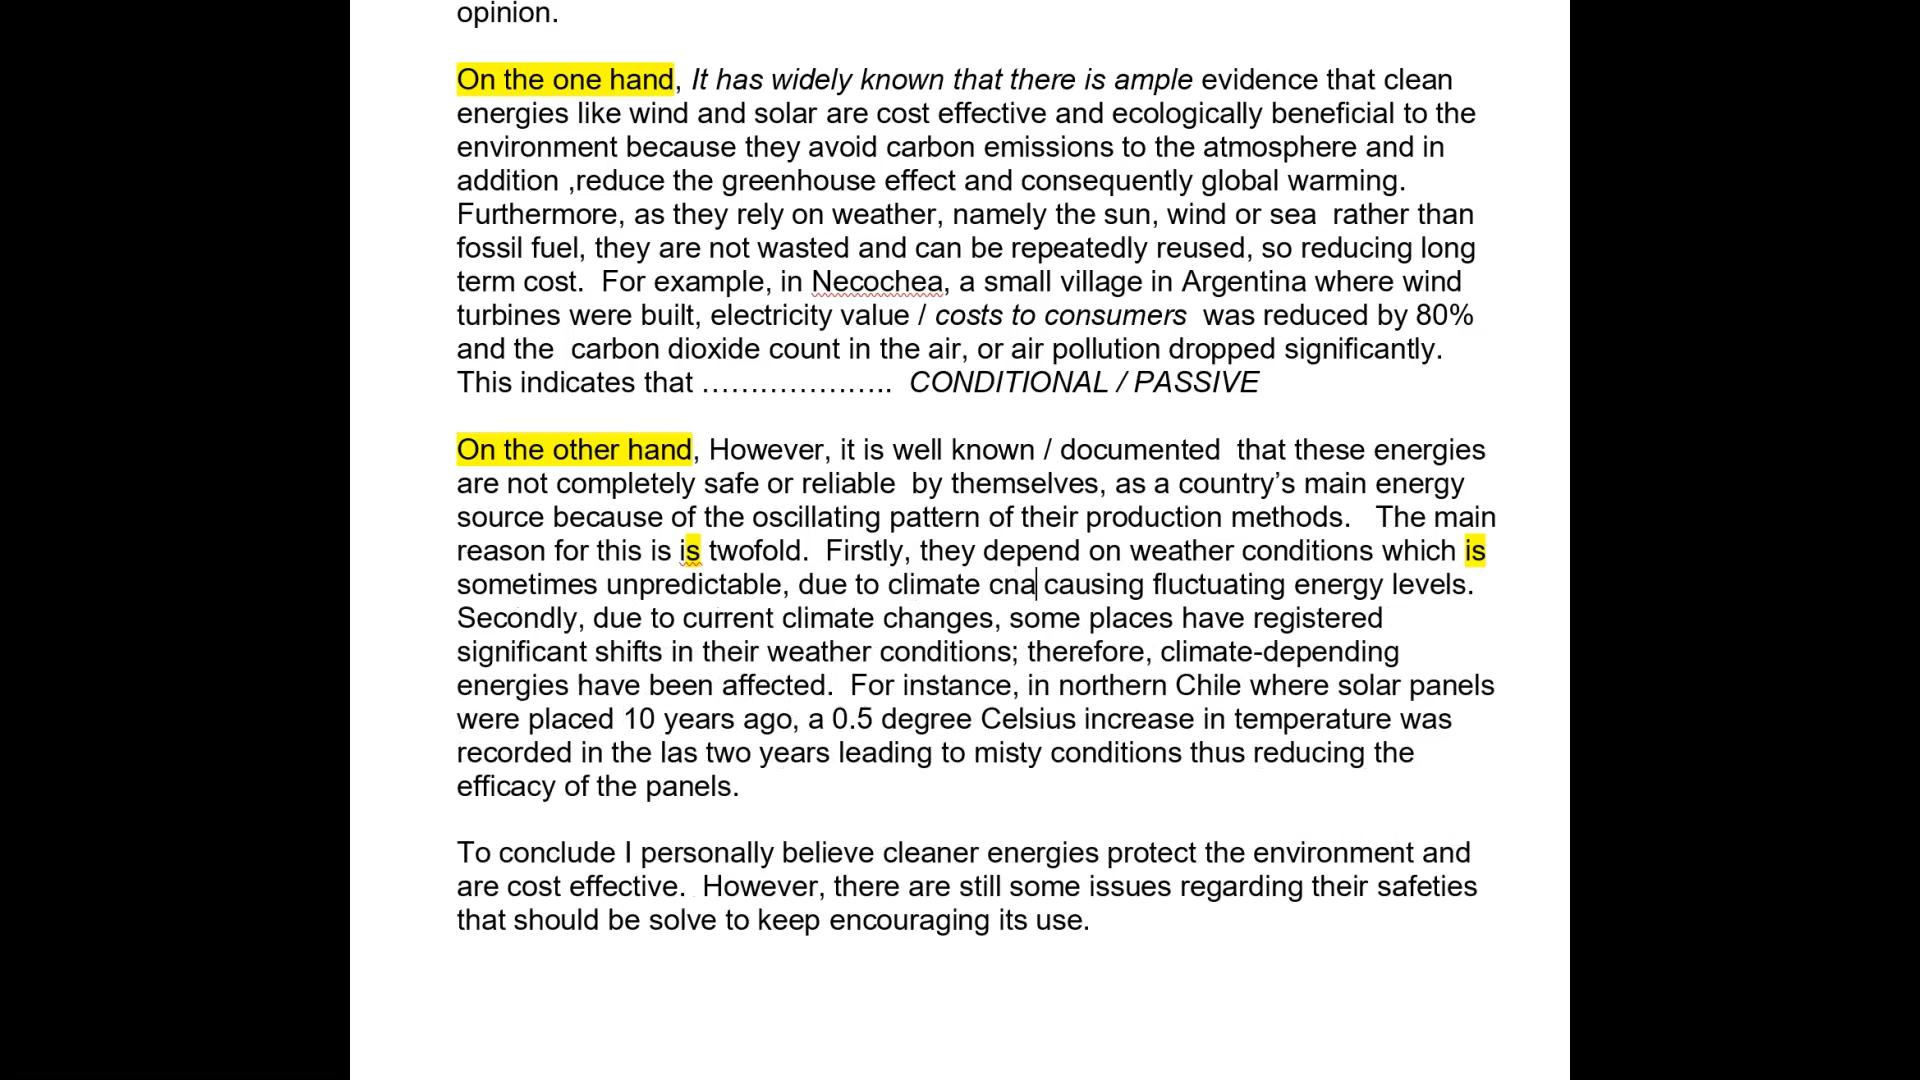 opinion.
On the one hand, It has widely known that there is ample evidence that clean
energies like wind and solar are cost effective and ecologically beneficial to the
environment because they avoid carbon emissions to the atmosphere and in
addition ,reduce the greenhouse effect and consequently global warming.
Furthermore, as they rely on weather, namely the sun, wind or sea  rather than
fossil fuel, they are not wasted and can be repeatedly reused, so reducing long
term cost.  For example, in Necochea, a small village in Argentina where wind
turbines were built, electricity value / costs to consumers  was reduced by 80%
and the  carbon dioxide count in the air, or air pollution dropped significantly.
This indicates that ………………..  CONDITIONAL / PASSIVE
On the other hand, However, it is well known / documented  that these energies
are not completely safe or reliable  by themselves, as a country’s main energy
source because of the oscillating pattern of their production methods.   The main
reason for this is is twofold.  Firstly, they depend on weather conditions which is
sometimes unpredictable, due to climate cna causing fluctuating energy levels.
Secondly, due to current climate changes, some places have registered
significant shifts in their weather conditions; therefore, climate-depending
energies have been affected.  For instance, in northern Chile where solar panels
were placed 10 years ago, a 0.5 degree Celsius increase in temperature was
recorded in the las two years leading to misty conditions thus reducing the
efficacy of the panels.
To conclude I personally believe cleaner energies protect the environment and
are cost effective.  However, there are still some issues regarding their safeties
that should be solve to keep encouraging its use.